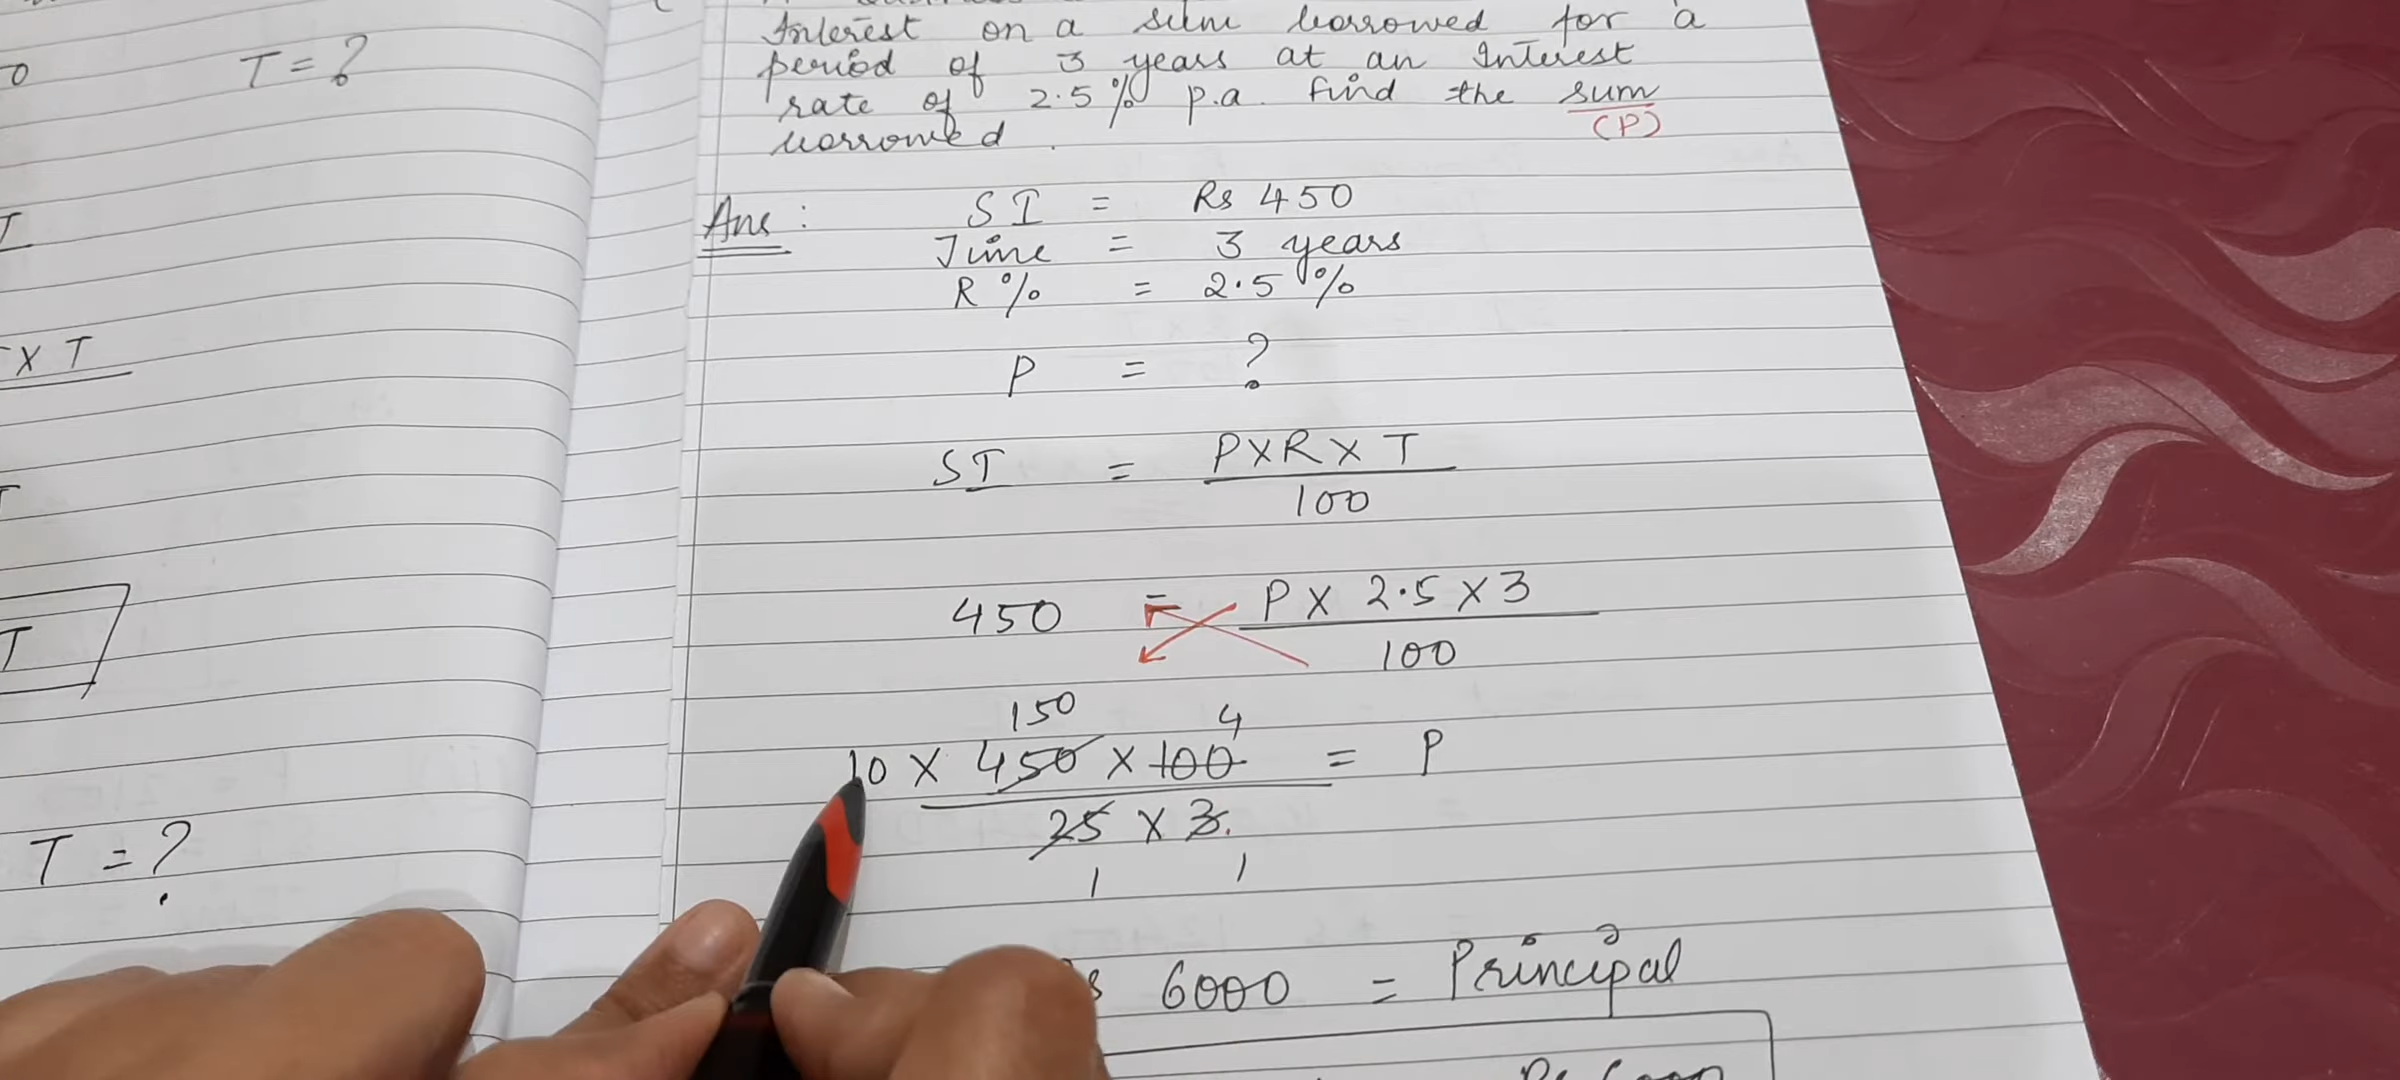 T = ?
X T
T
T = ?
Interest on a sum borrowed for a
period of 3 years at an Interest
rate of 2.5% p.a. find the sum
(P)
borrowed.
Ans :
SI = Rs 450
Time = 3 years
R% = 2.5%
P = ?
SI = PXRXT
100
450 = PX 2.5 X 3
100
150 4
10 X 450 X 100 = P
25 X 3
1 1
6000 = Principal